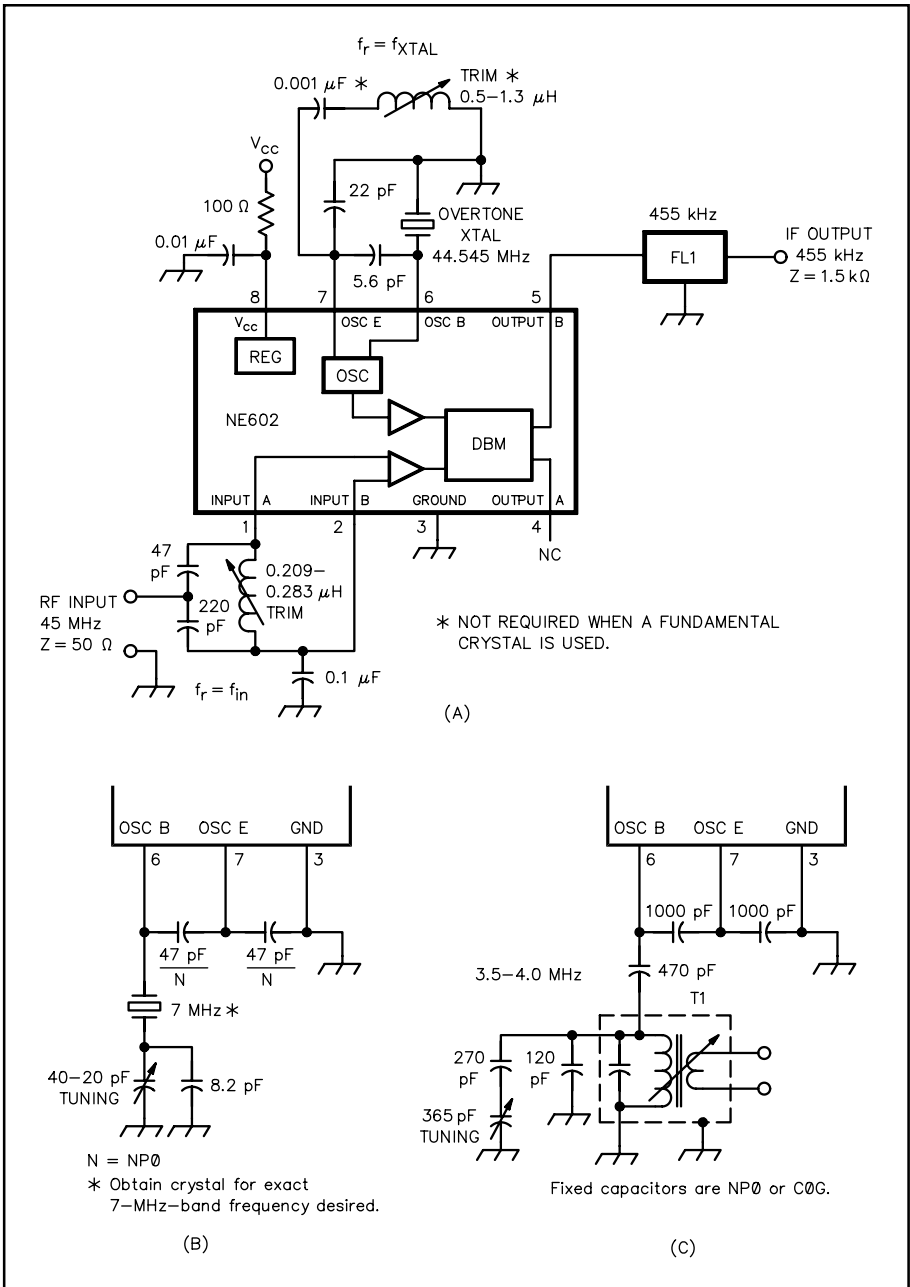 fr = fXTAL
0.001 µF *
TRIM *
0.5–1.3 µH
VCC
100 Ω
0.01 µF
22 pF
5.6 pF
OVERTONE
XTAL
44.545 MHz
455 kHz
FL1
IF OUTPUT
455 kHz
Z = 1.5 kΩ
8
7
6
5
VCC
OSC E
OSC B
OUTPUT B
REG
OSC
NE602
DBM
INPUT A
INPUT B
GROUND
OUTPUT A
1
2
3
4
NC
47
pF
220
pF
0.209–
0.283 µH
TRIM
RF INPUT
45 MHz
Z = 50 Ω
fr = fin
0.1 µF
* NOT REQUIRED WHEN A FUNDAMENTAL
CRYSTAL IS USED.
(A)
OSC B
OSC E
GND
6
7
3
47 pF
N
47 pF
N
7 MHz *
40–20 pF
TUNING
8.2 pF
N = NPØ
* Obtain crystal for exact
7–MHz–band frequency desired.
(B)
OSC B
OSC E
GND
6
7
3
1000 pF
1000 pF
470 pF
3.5–4.0 MHz
T1
270
pF
120
pF
365 pF
TUNING
Fixed capacitors are NPØ or CØG.
(C)